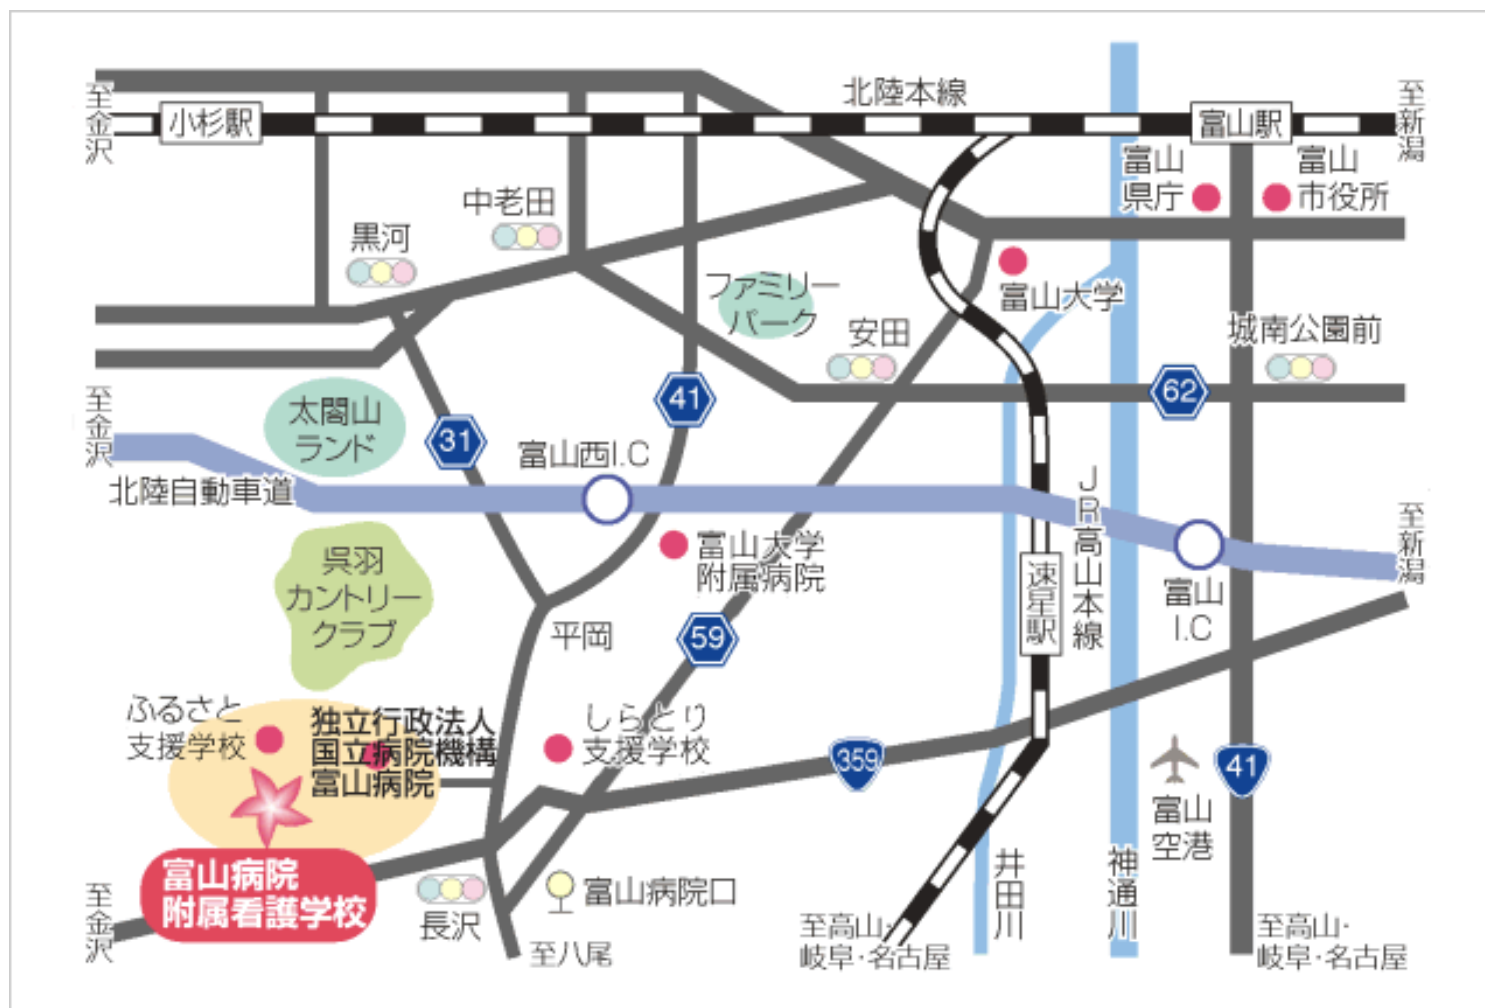 北陸本線
至金沢
小杉駅
富山駅
至新潟
富山
県庁
富山
市役所
中老田
黒河
ファミリー
パーク
富山大学
安田
城南公園前
62
41
至金沢
太閤山
ランド
31
富山西I.C
北陸自動車道
JR高山本線
至新潟
富山大学
附属病院
呉羽
カントリー
クラブ
速星駅
富山
I.C
平岡
59
ふるさと
支援学校
独立行政法人
国立病院機構
富山病院
しらとり
支援学校
359
41
富山
空港
富山病院
附属看護学校
至金沢
長沢
富山病院口
井田川
神通川
至八尾
至高山・
岐阜・名古屋
至高山・
岐阜・名古屋